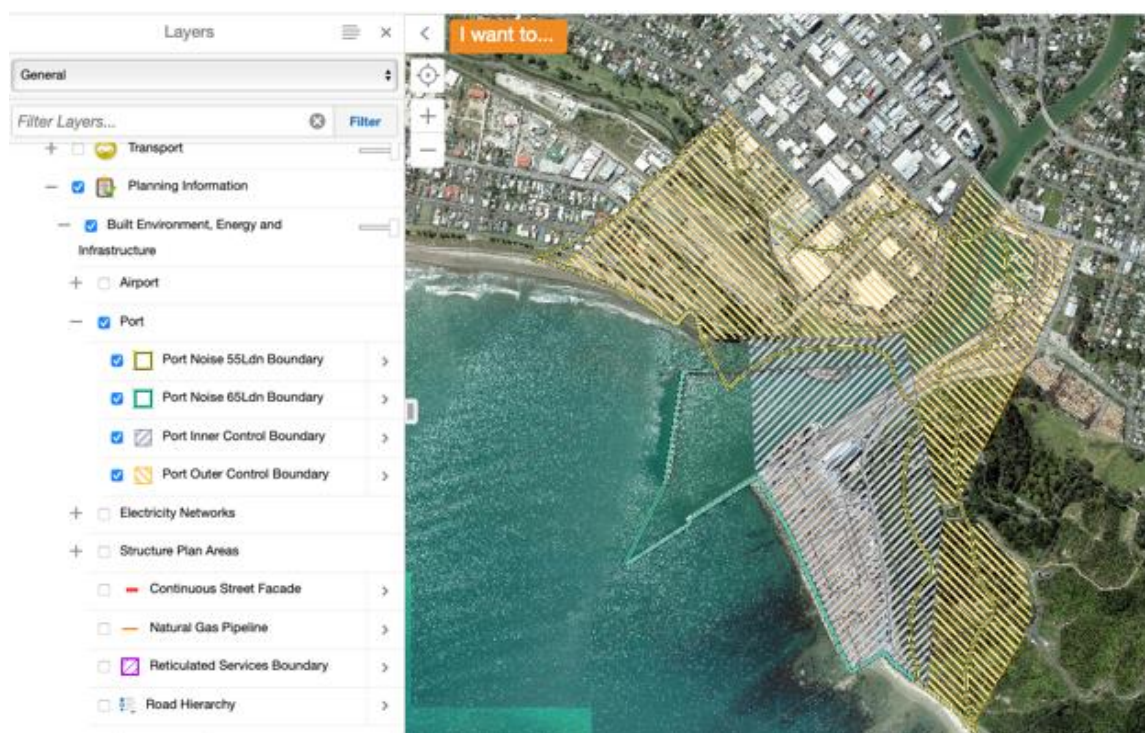 Layers
I want to...
General
Filter Layers...
Filter
Transport
Planning Information
Built Environment, Energy and
Infrastructure
Airport
Port
Port Noise 55Ldn Boundary
Port Noise 65Ldn Boundary
Port Inner Control Boundary
Port Outer Control Boundary
Electricity Networks
Structure Plan Areas
Continuous Street Facade
Natural Gas Pipeline
Reticulated Services Boundary
Road Hierarchy